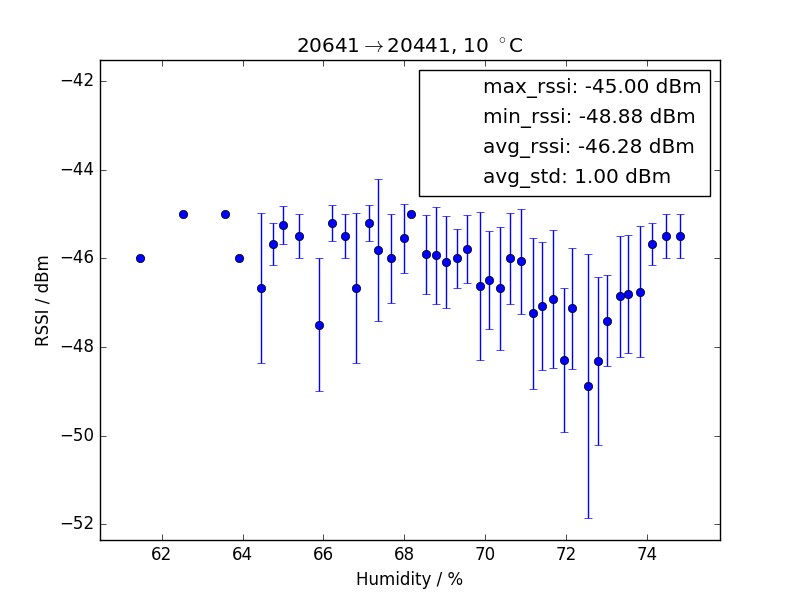 20641→20441, 10 °C
max_rssi: -45.00 dBm
min_rssi: -48.88 dBm
avg_rssi: -46.28 dBm
avg_std: 1.00 dBm
RSSI / dBm
−42
−44
−46
−48
−50
−52
62 64 66 68 70 72 74
Humidity / %